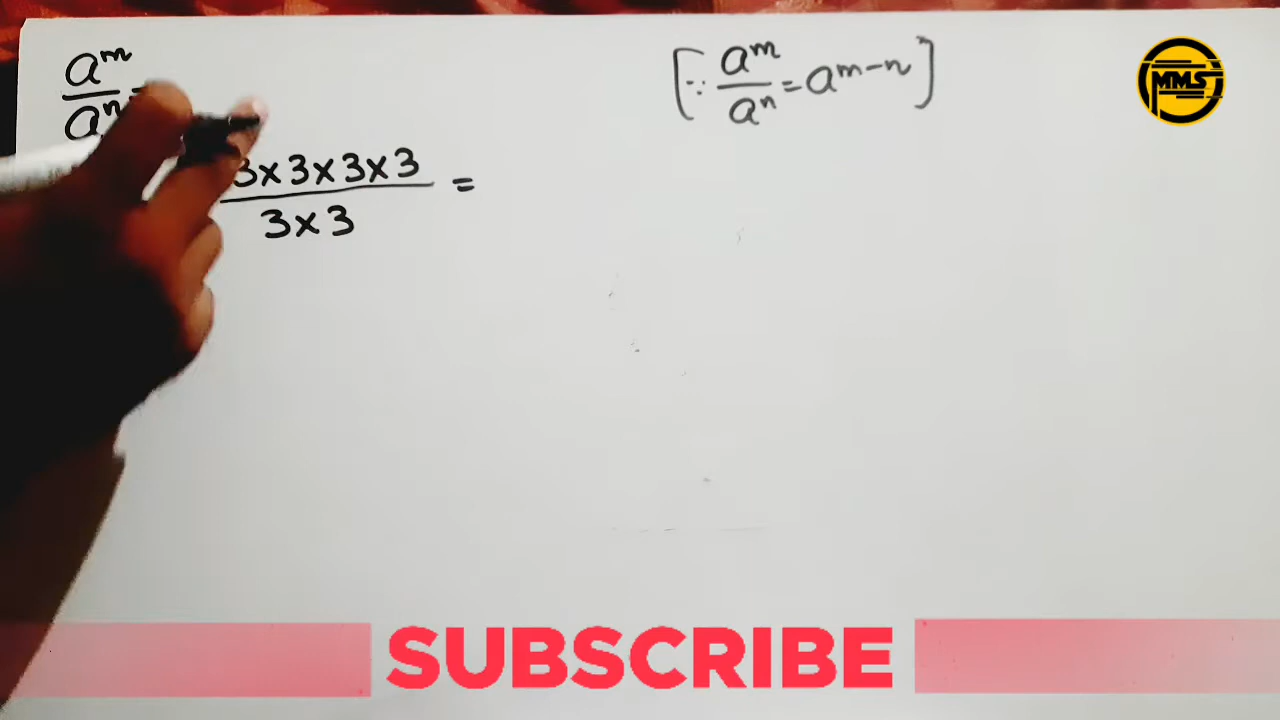 a^m/a^n =
[∵ a^m/a^n = a^(m-n)]
MMS
3×3×3×3/3×3 =
SUBSCRIBE